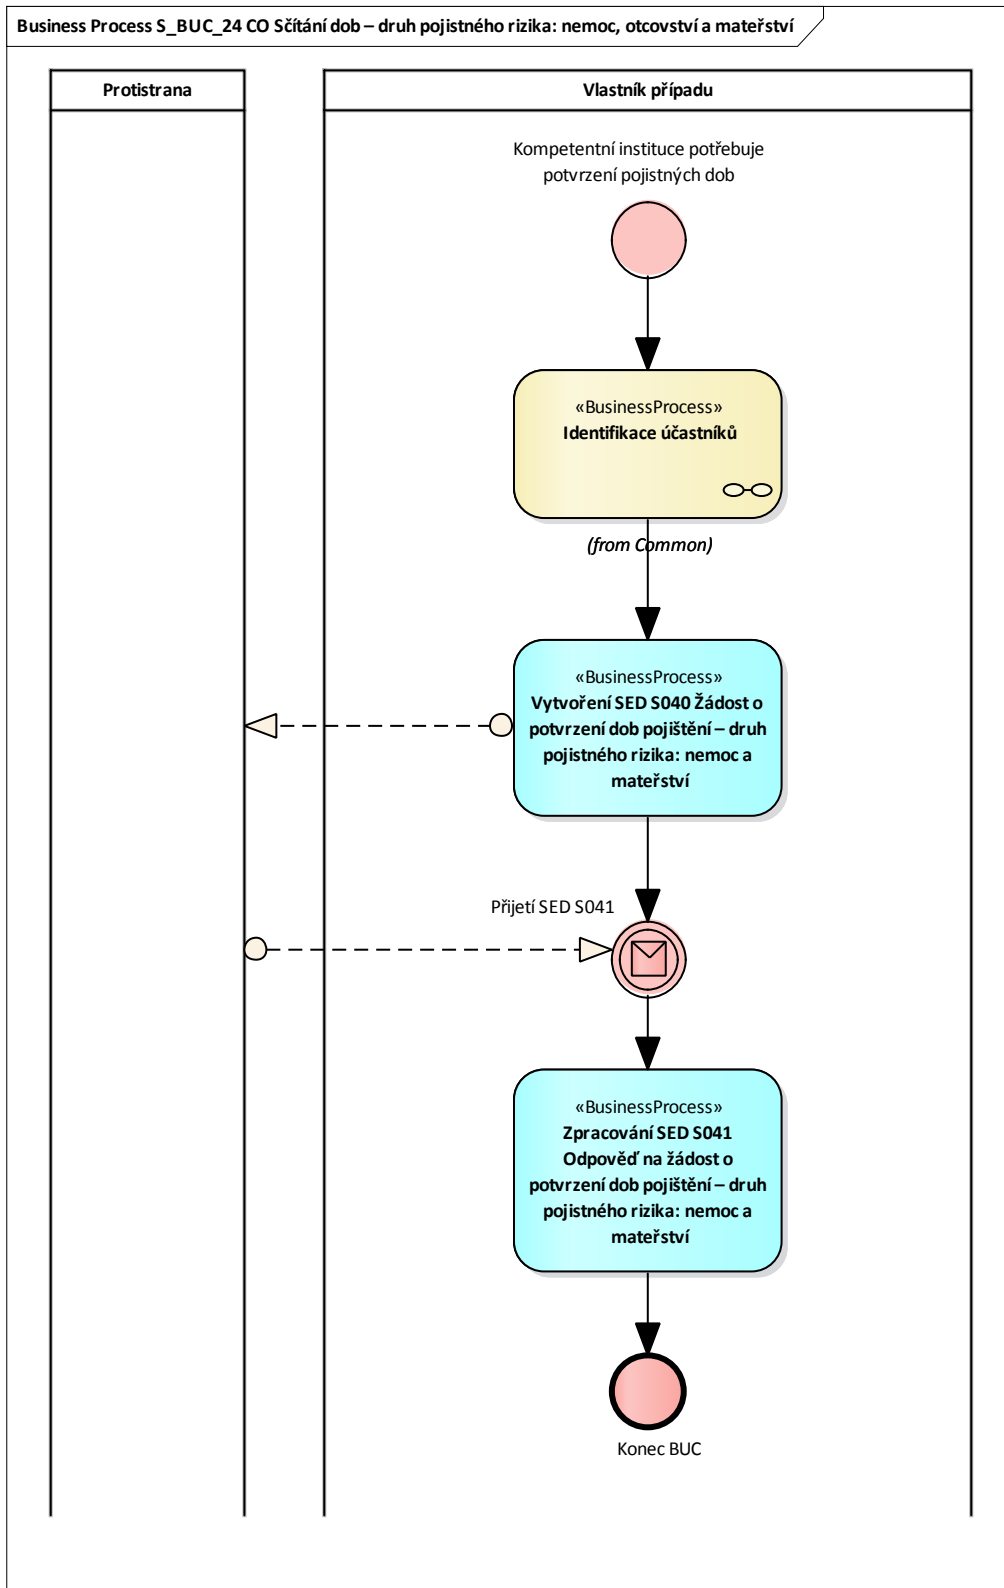 Business Process S_BUC_24 CO Sčítání dob – druh pojistného rizika: nemoc, otcovství a mateřství
Protistrana
Vlastník případu
Kompetentní instituce potřebuje
potvrzení pojistných dob
«BusinessProcess»
Identifikace účastníků
(from Common)
«BusinessProcess»
Vytvoření SED S040 Žádost o
potvrzení dob pojištění – druh
pojistného rizika: nemoc a
mateřství
Přijetí SED S041
«BusinessProcess»
Zpracování SED S041
Odpověď na žádost o
potvrzení dob pojištění – druh
pojistného rizika: nemoc a
mateřství
Konec BUC